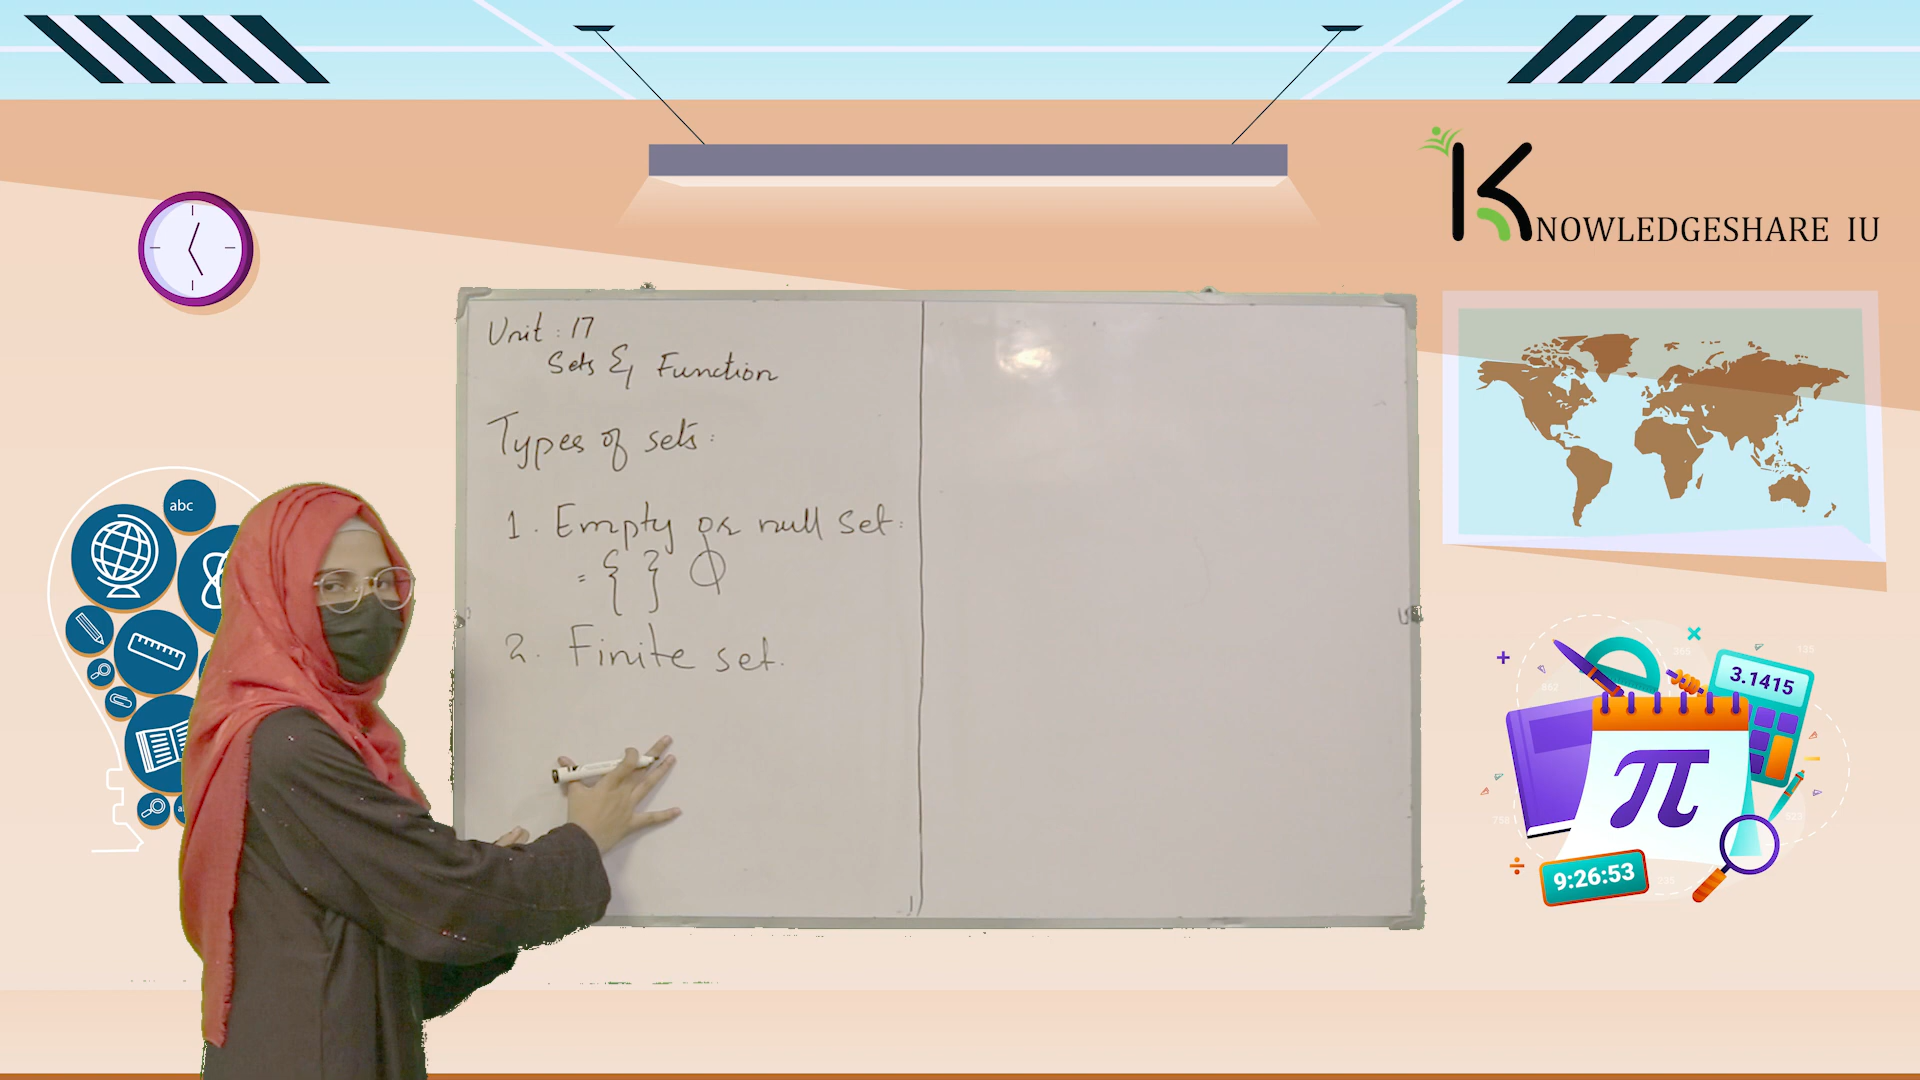 KNOWLEDGESHARE IU
Unit : 17
Sets & Function
Types of sets :
1. Empty or null set :
= { } Φ
2. Finite set.
abc
3.1415
π
9:26:53